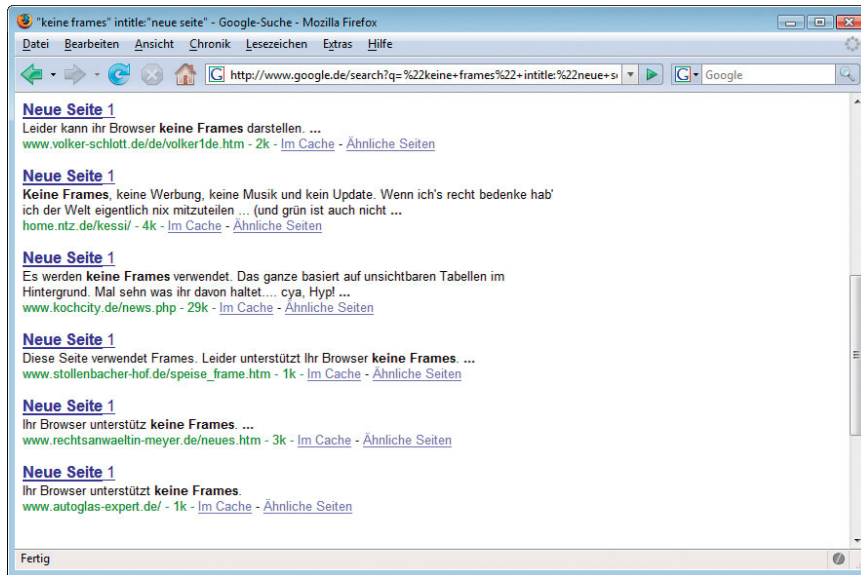 "keine frames" intitle:"neue seite" - Google-Suche - Mozilla Firefox
Datei Bearbeiten Ansicht Chronik Lesezeichen Extras Hilfe
http://www.google.de/search?q=%22keine+frames%22+intitle:%22neue+s
Google
Neue Seite 1
Leider kann ihr Browser keine Frames darstellen. ...
www.volker-schlott.de/de/volker1de.htm - 2k - Im Cache - Ähnliche Seiten
Neue Seite 1
Keine Frames, keine Werbung, keine Musik und kein Update. Wenn ich's recht bedenke hab'
ich der Welt eigentlich nix mitzuteilen ... (und grün ist auch nicht ...
home.ntz.de/kessi/ - 4k - Im Cache - Ähnliche Seiten
Neue Seite 1
Es werden keine Frames verwendet. Das ganze basiert auf unsichtbaren Tabellen im
Hintergrund. Mal sehn was ihr davon haltet.... cya, Hyp! ...
www.kochcity.de/news.php - 29k - Im Cache - Ähnliche Seiten
Neue Seite 1
Diese Seite verwendet Frames. Leider unterstützt Ihr Browser keine Frames. ...
www.stollenbacher-hof.de/speise_frame.htm - 1k - Im Cache - Ähnliche Seiten
Neue Seite 1
Ihr Browser unterstütz keine Frames. ...
www.rechtsanwaeltin-meyer.de/neues.htm - 3k - Im Cache - Ähnliche Seiten
Neue Seite 1
Ihr Browser unterstützt keine Frames.
www.autoglas-expert.de/ - 1k - Im Cache - Ähnliche Seiten
Fertig